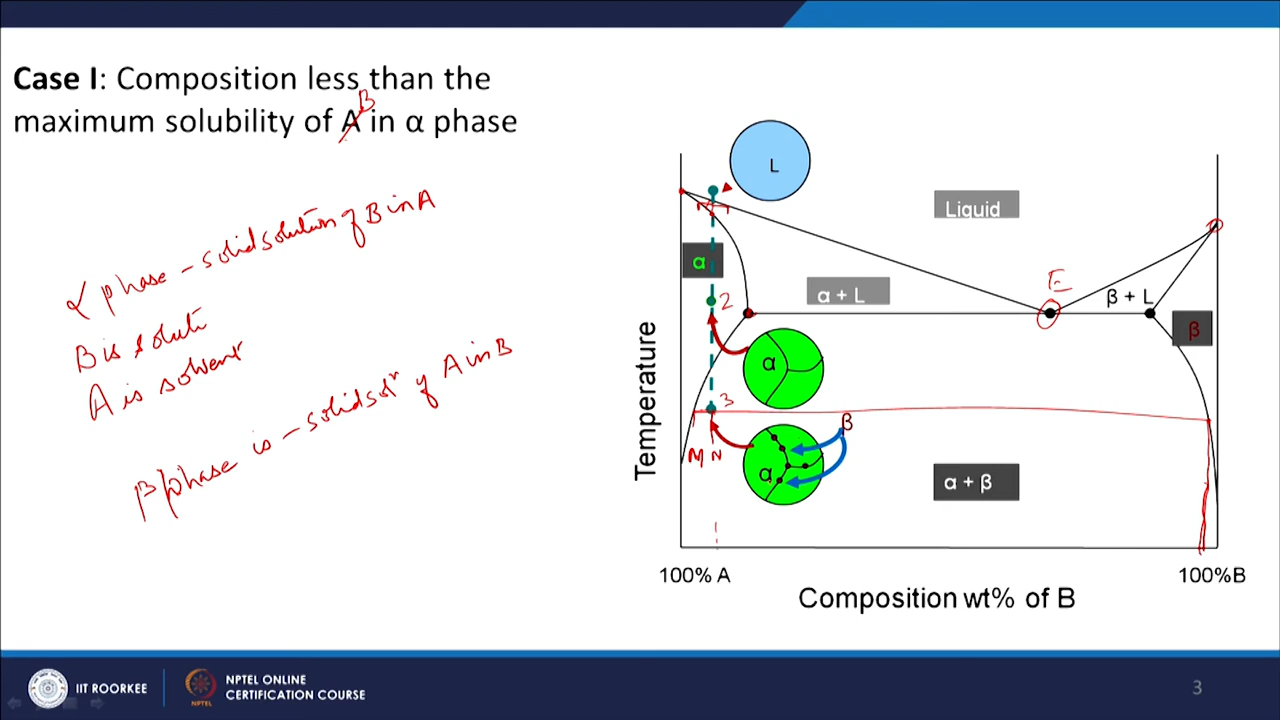 Case I: Composition less than the
maximum solubility of A B in α phase
α phase - solid solution of B in A
B is solute
A is solvent
β phase is - solid solⁿ of A in B
L
Liquid
α
E
α + L
β + L
2
β
α
3
β
M N
α
α + β
Temperature
100% A
100%B
Composition wt% of B
IIT ROORKEE
NPTEL ONLINE
CERTIFICATION COURSE
NPTEL
3